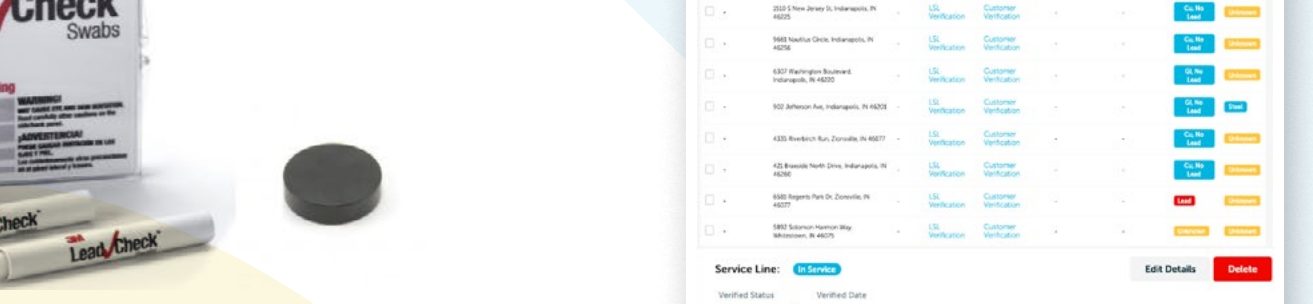 Check
Swabs
WARNING!
¡ADVERTENCIA!
Check
3M
LeadCheck™
1510 S New Jersey St, Indianapolis, IN
46225
LSL
Verification
Customer
Verification
Cu, No
Lead
Unknown
9681 Nautilus Circle, Indianapolis, IN
46256
LSL
Verification
Customer
Verification
Cu, No
Lead
Unknown
6307 Washington Boulevard,
Indianapolis, IN 46220
LSL
Verification
Customer
Verification
GI, No
Lead
Unknown
902 Jefferson Ave, Indianapolis, IN 46201
LSL
Verification
Customer
Verification
GI, No
Lead
Steel
4335 Riverbirch Run, Zionsville, IN 46077
LSL
Verification
Customer
Verification
Cu, No
Lead
Unknown
421 Braeside North Drive, Indianapolis, IN
46260
LSL
Verification
Customer
Verification
Cu, No
Lead
Unknown
6581 Regents Park Dr, Zionsville, IN
46077
LSL
Verification
Customer
Verification
Lead
Unknown
5892 Solomon Harmon Way,
Whitestown, IN 46075
LSL
Verification
Customer
Verification
Unknown
Unknown
Service Line:
In Service
Edit Details
Delete
Verified Status
Verified Date